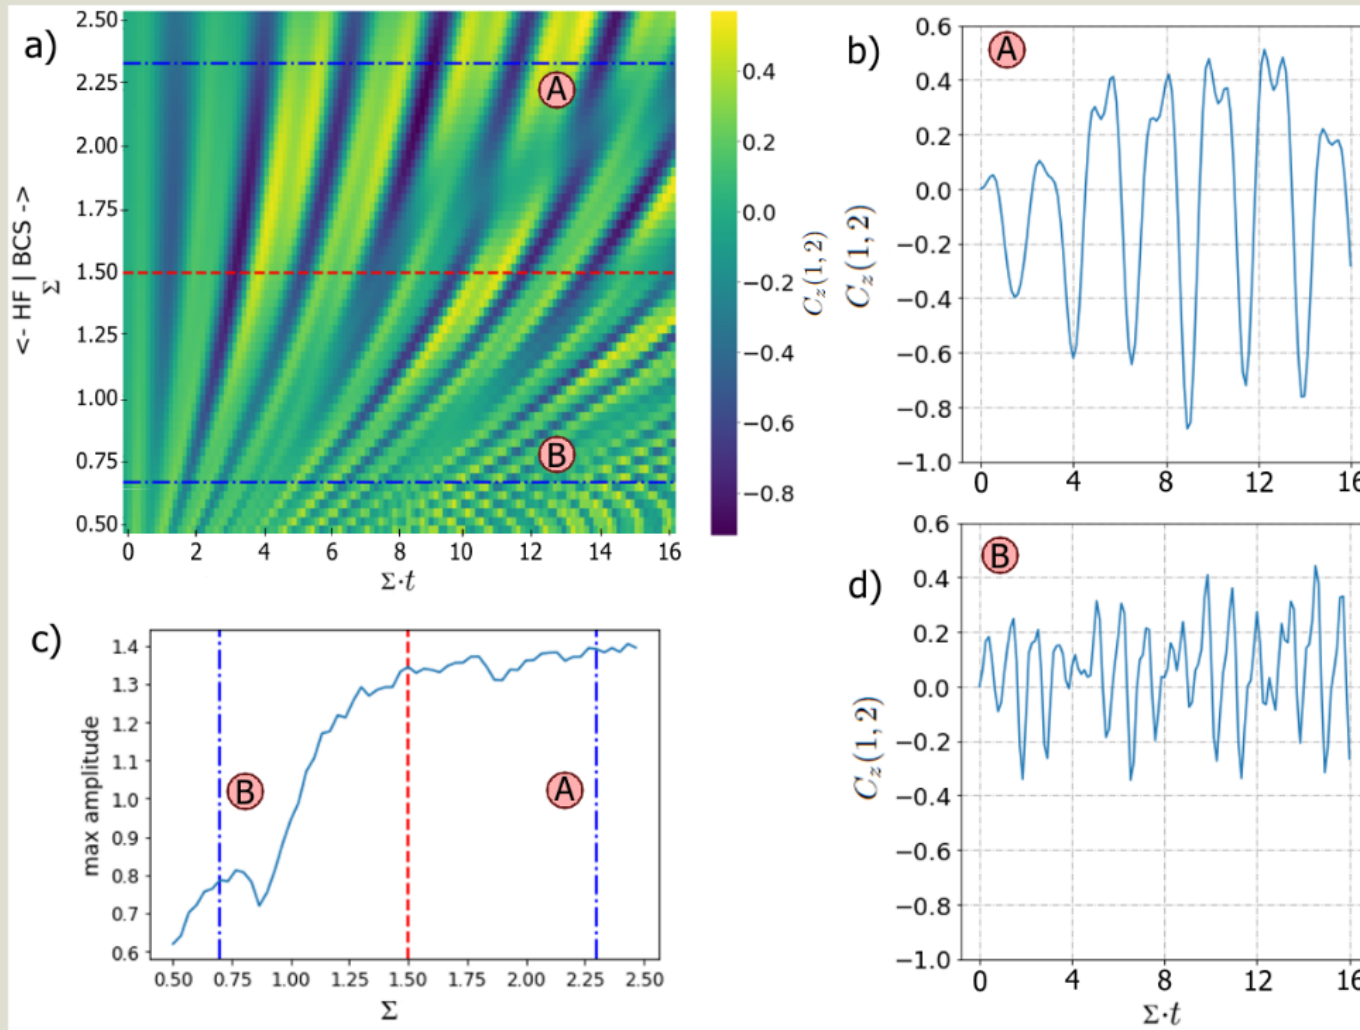 a)
2.50
2.25
2.00
1.75
1.50
1.25
1.00
0.75
0.50
<- HF | BCS ->
Σ
A
B
0 2 4 6 8 10 12 14 16
Σ·t
0.4
0.2
0.0
−0.2
−0.4
−0.6
−0.8
C_z(1,2)
b)
A
0.6
0.4
0.2
0.0
−0.2
−0.4
−0.6
−0.8
−1.0
C_z(1,2)
0 4 8 12 16
c)
1.4
1.3
1.2
1.1
1.0
0.9
0.8
0.7
0.6
max amplitude
B
A
0.50 0.75 1.00 1.25 1.50 1.75 2.00 2.25 2.50
Σ
d)
B
0.6
0.4
0.2
0.0
−0.2
−0.4
−0.6
−0.8
−1.0
C_z(1,2)
0 4 8 12 16
Σ·t